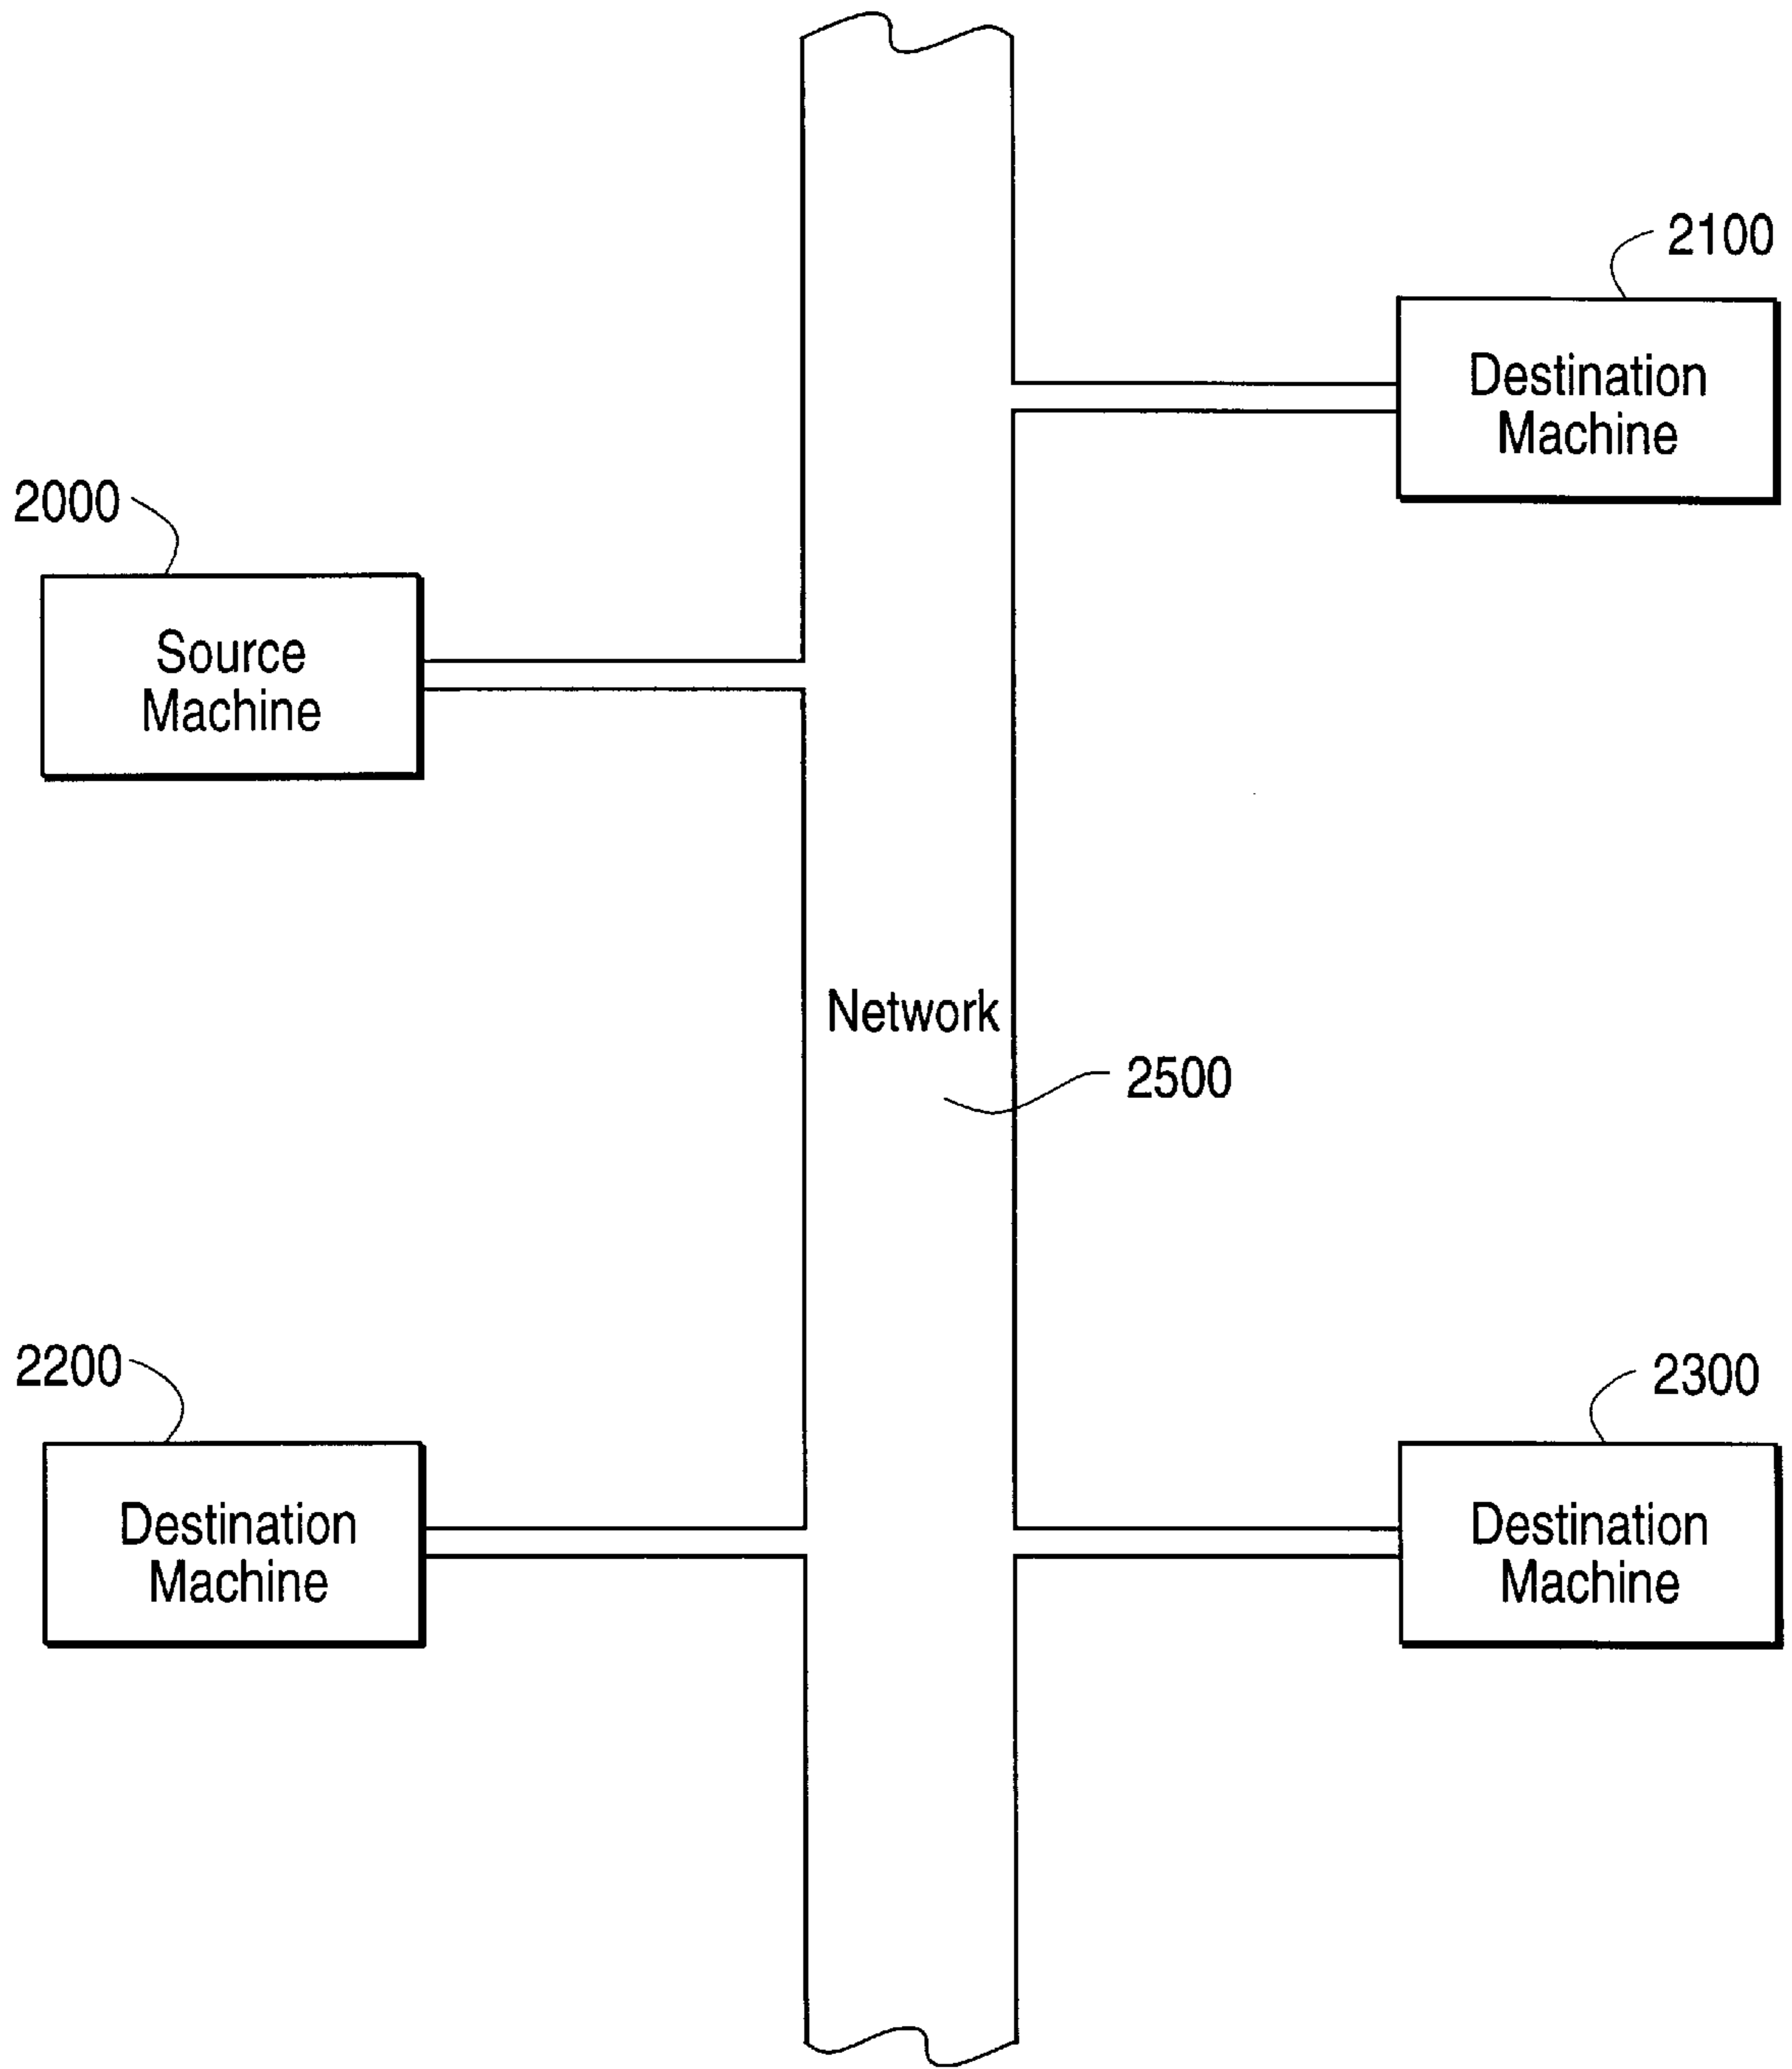 2100
Destination
Machine
2000
Source
Machine
Network
2500
2200
Destination
Machine
2300
Destination
Machine